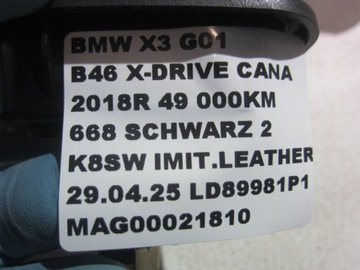 BMW X3 G01
B46 X-DRIVE CANA
2018R 49 000KM
668 SCHWARZ 2
K8SW IMIT.LEATHER
29.04.25 LD89981P1
MAG00021810